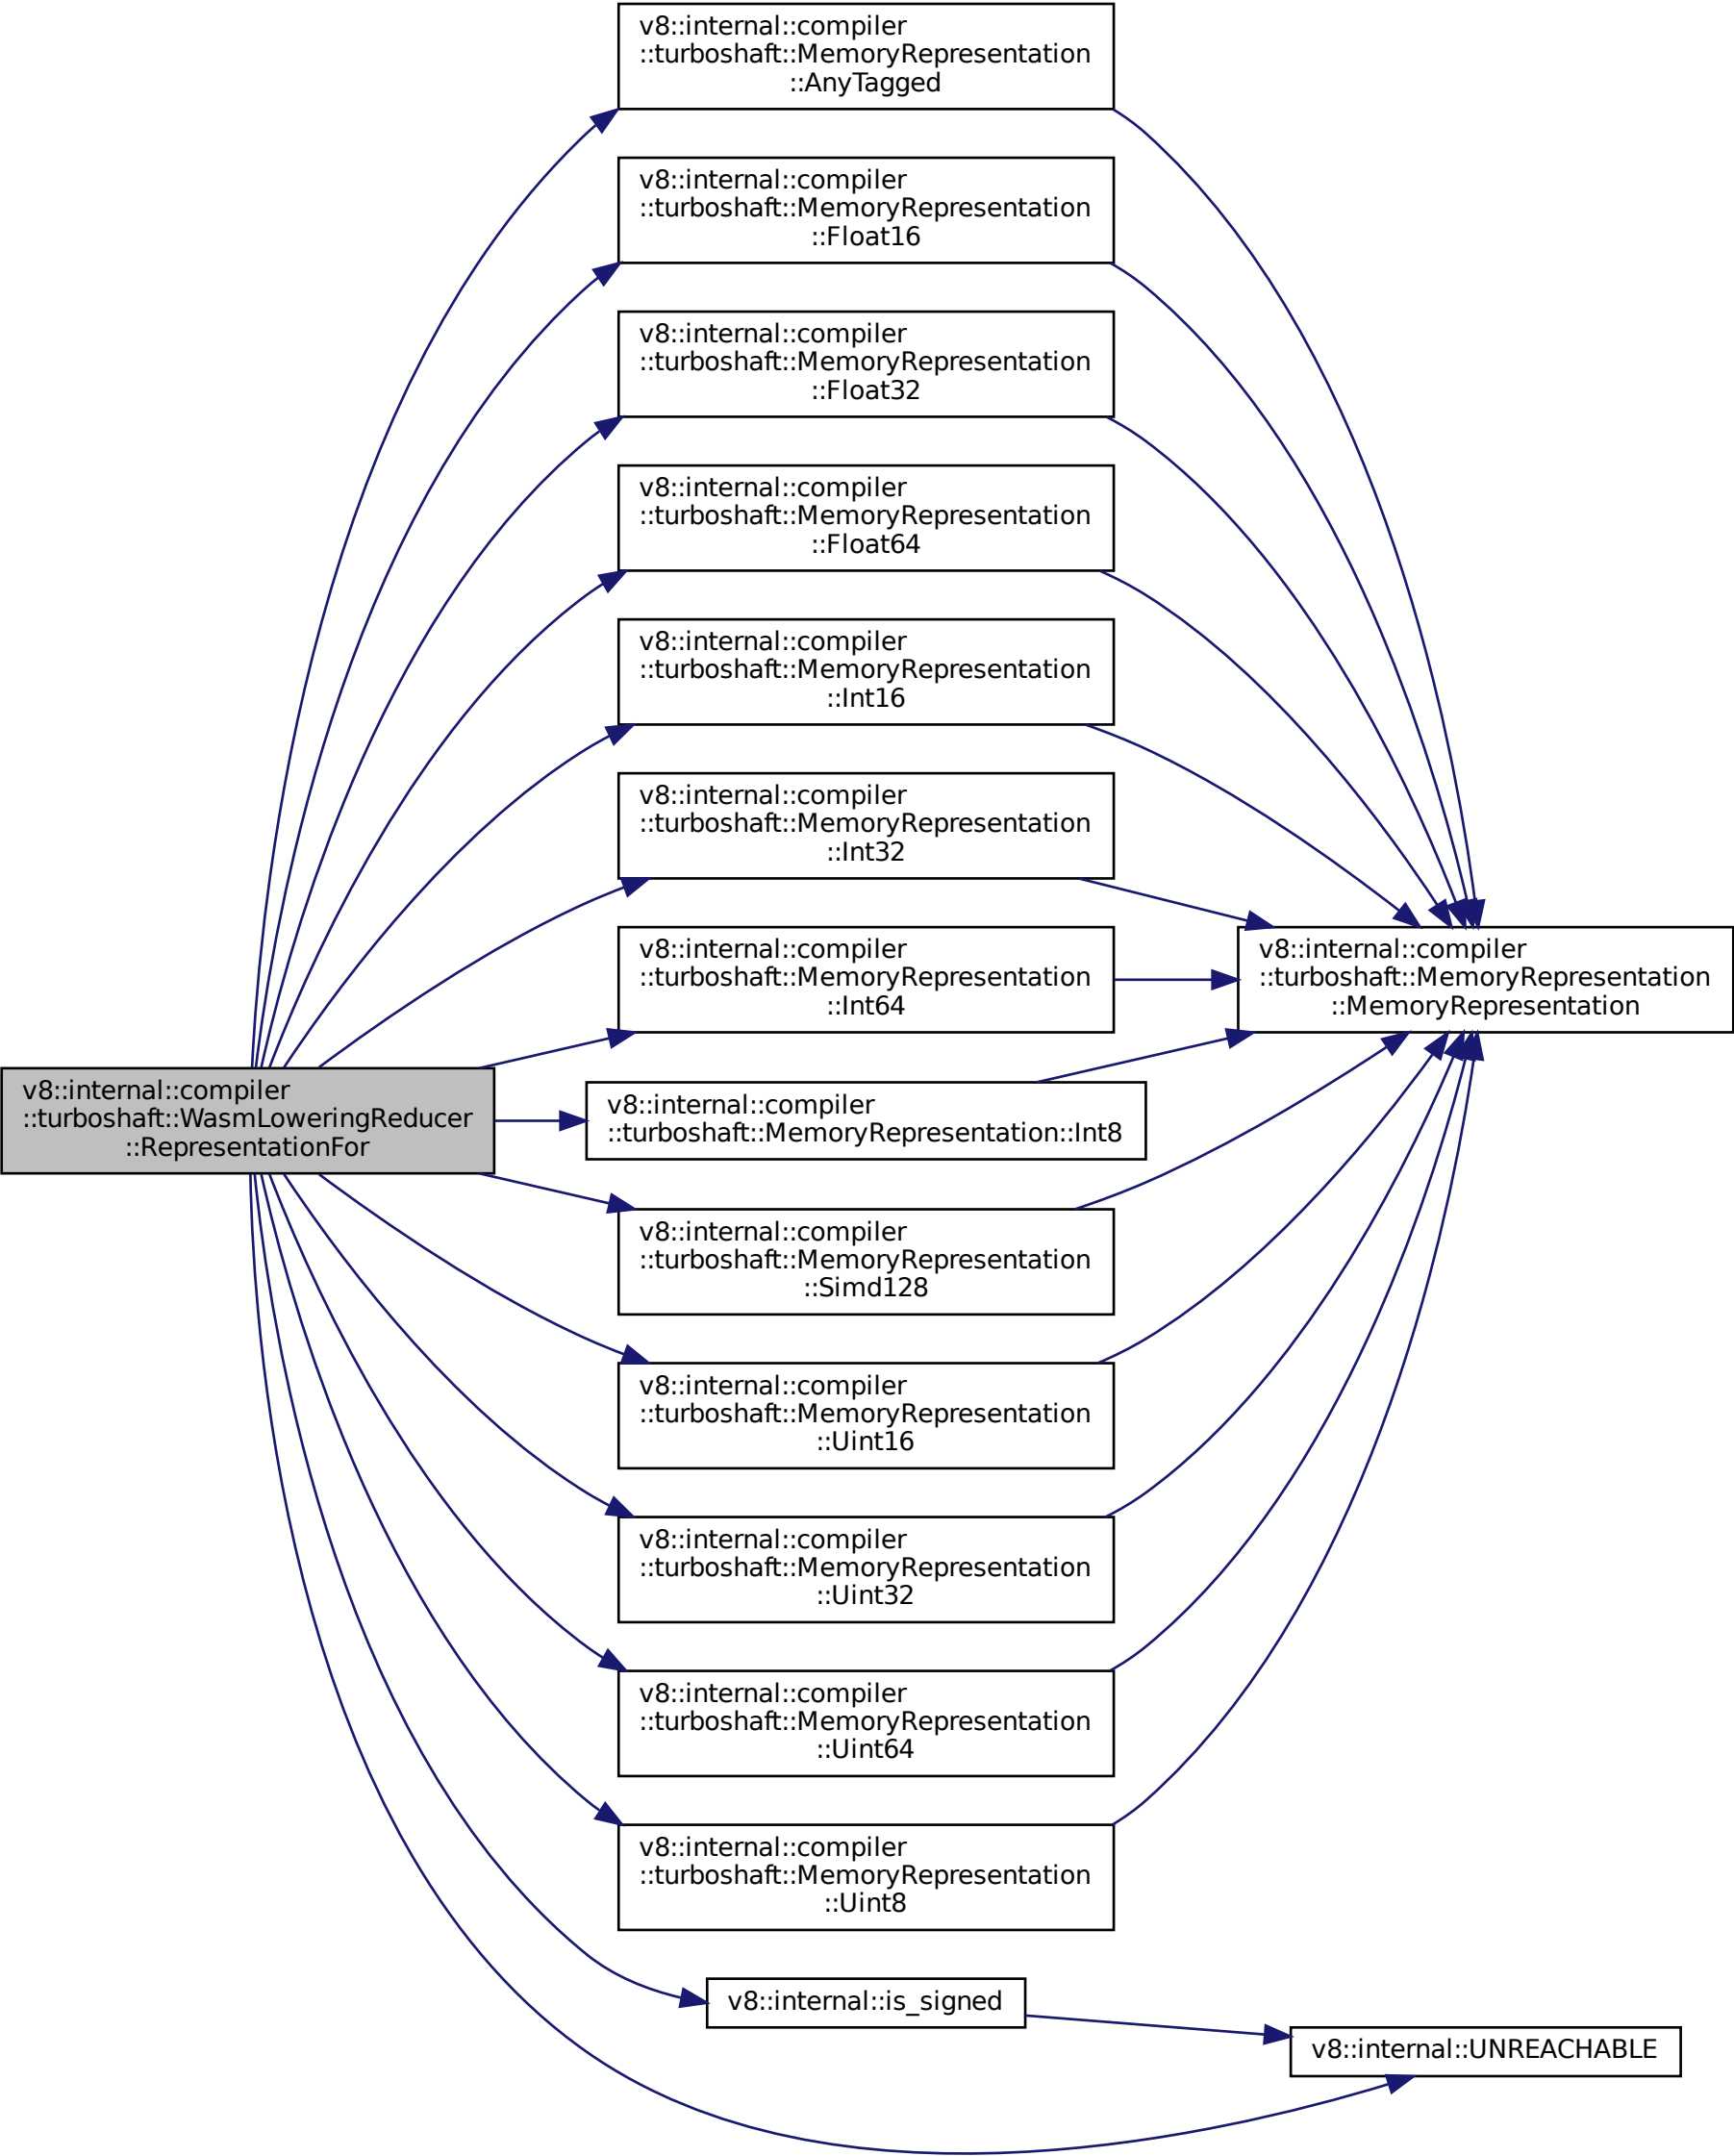 v8::internal::compiler
::turboshaft::MemoryRepresentation
::AnyTagged
v8::internal::compiler
::turboshaft::MemoryRepresentation
::Float16
v8::internal::compiler
::turboshaft::MemoryRepresentation
::Float32
v8::internal::compiler
::turboshaft::MemoryRepresentation
::Float64
v8::internal::compiler
::turboshaft::MemoryRepresentation
::Int16
v8::internal::compiler
::turboshaft::MemoryRepresentation
::Int32
v8::internal::compiler
::turboshaft::MemoryRepresentation
::Int64
v8::internal::compiler
::turboshaft::MemoryRepresentation
::MemoryRepresentation
v8::internal::compiler
::turboshaft::WasmLoweringReducer
::RepresentationFor
v8::internal::compiler
::turboshaft::MemoryRepresentation::Int8
v8::internal::compiler
::turboshaft::MemoryRepresentation
::Simd128
v8::internal::compiler
::turboshaft::MemoryRepresentation
::Uint16
v8::internal::compiler
::turboshaft::MemoryRepresentation
::Uint32
v8::internal::compiler
::turboshaft::MemoryRepresentation
::Uint64
v8::internal::compiler
::turboshaft::MemoryRepresentation
::Uint8
v8::internal::is_signed
v8::internal::UNREACHABLE